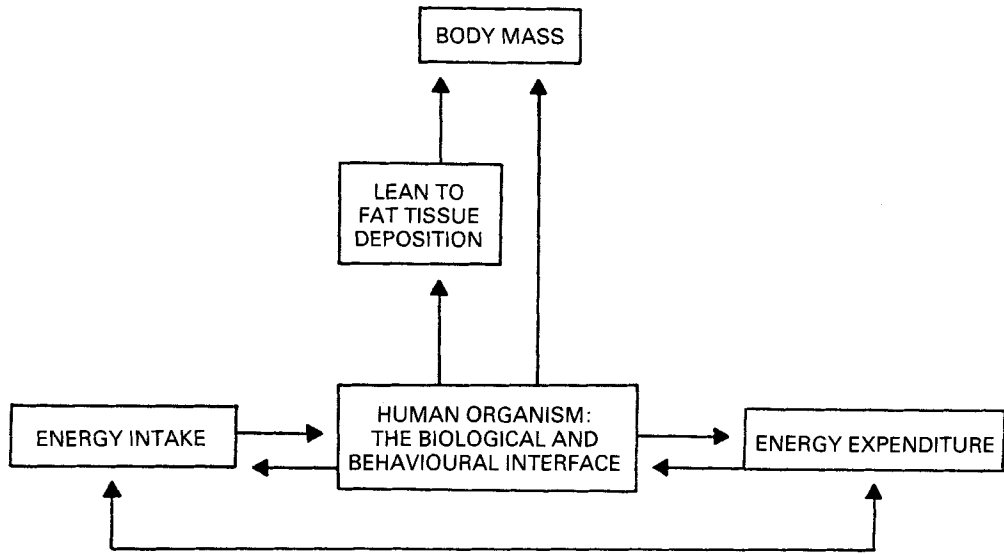 BODY MASS
LEAN TO
FAT TISSUE
DEPOSITION
ENERGY INTAKE
HUMAN ORGANISM:
THE BIOLOGICAL AND
BEHAVIOURAL INTERFACE
ENERGY EXPENDITURE